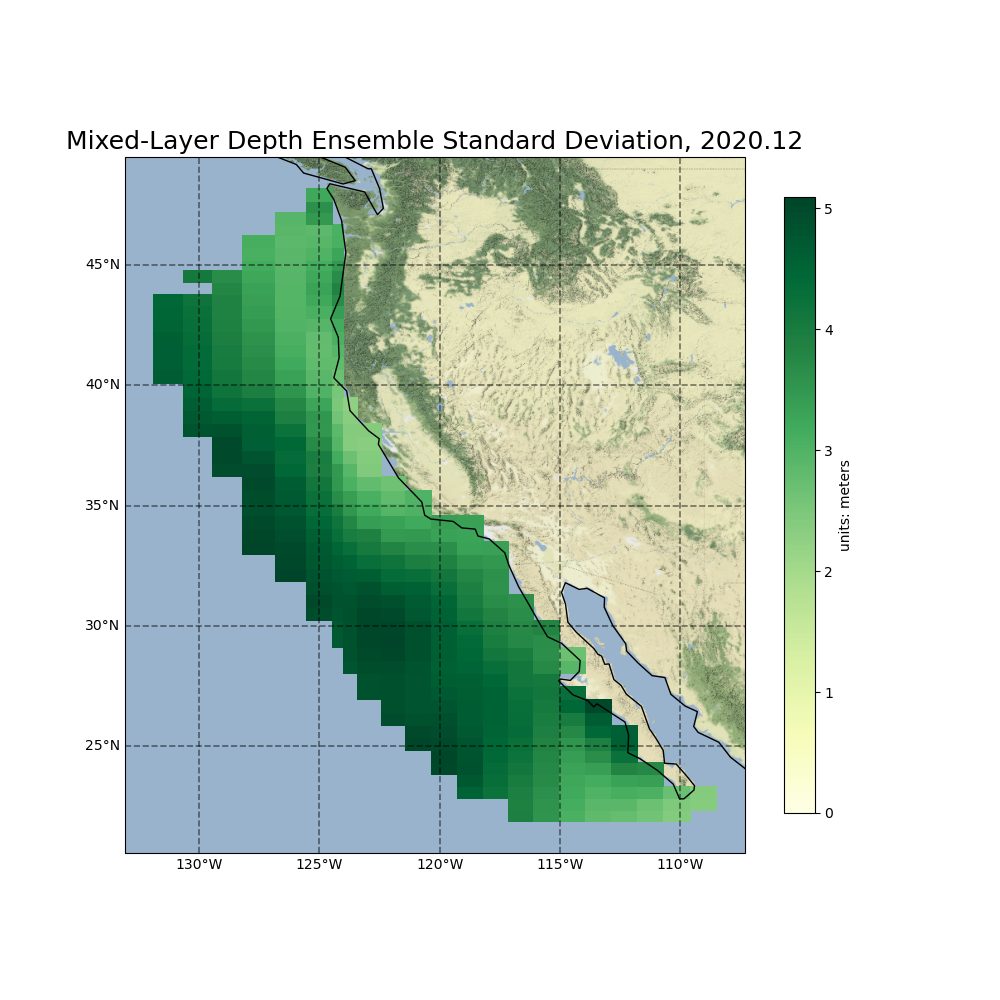 Mixed-Layer Depth Ensemble Standard Deviation, 2020.12
45°N
40°N
35°N
30°N
25°N
130°W
125°W
120°W
115°W
110°W
5
4
3
2
1
0
units: meters